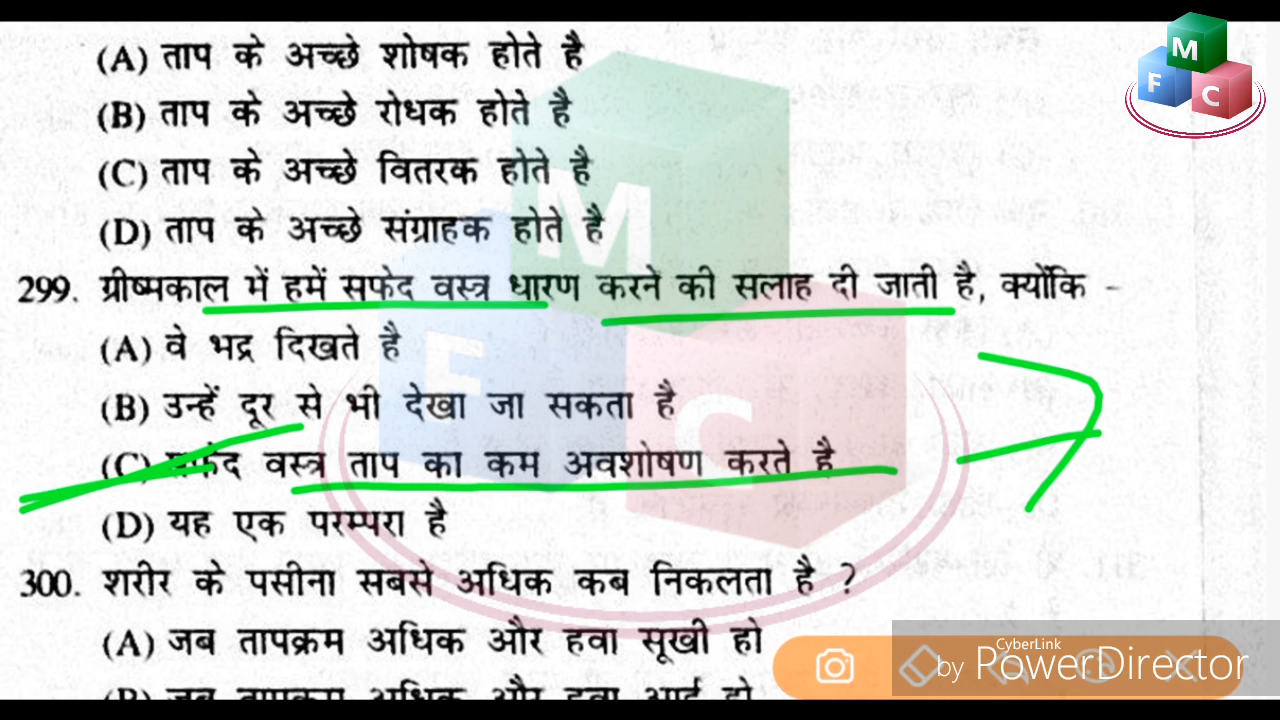 (A) ताप के अच्छे शोषक होते है
(B) ताप के अच्छे रोधक होते है
(C) ताप के अच्छे वितरक होते है
(D) ताप के अच्छे संग्राहक होते है
299. ग्रीष्मकाल में हमें सफेद वस्त्र धारण करने की सलाह दी जाती है, क्योंकि -
(A) वे भद्र दिखते है
(B) उन्हें दूर से भी देखा जा सकता है
(C) सफेद वस्त्र ताप का कम अवशोषण करते है
(D) यह एक परम्परा है
300. शरीर के पसीना सबसे अधिक कब निकलता है ?
(A) जब तापक्रम अधिक और हवा सूखी हो
M
F
C
M
F
C
CyberLink
by PowerDirector